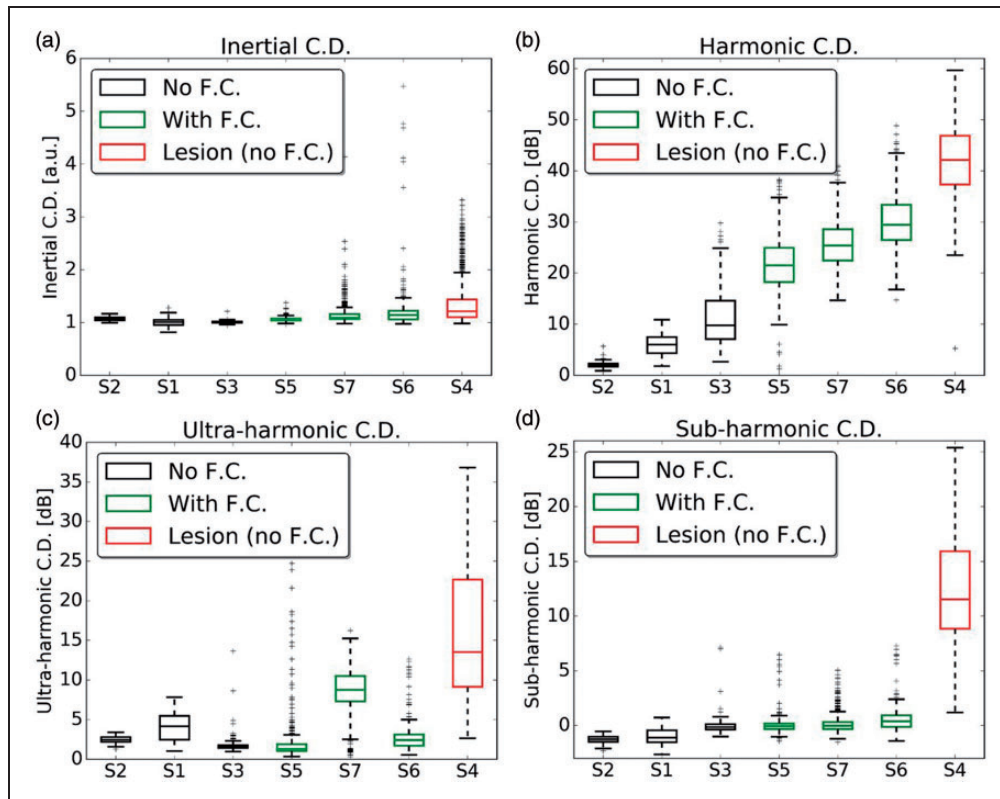 (a)
Inertial C.D.
6
5
4
3
2
1
0
Inertial C.D. [a.u.]
No F.C.
With F.C.
Lesion (no F.C.)
S2 S1 S3 S5 S7 S6 S4
(b)
Harmonic C.D.
60
50
40
30
20
10
0
Harmonic C.D. [dB]
No F.C.
With F.C.
Lesion (no F.C.)
S2 S1 S3 S5 S7 S6 S4
(c)
Ultra-harmonic C.D.
40
35
30
25
20
15
10
5
0
Ultra-harmonic C.D. [dB]
No F.C.
With F.C.
Lesion (no F.C.)
S2 S1 S3 S5 S7 S6 S4
(d)
Sub-harmonic C.D.
25
20
15
10
5
0
Sub-harmonic C.D. [dB]
No F.C.
With F.C.
Lesion (no F.C.)
S2 S1 S3 S5 S7 S6 S4